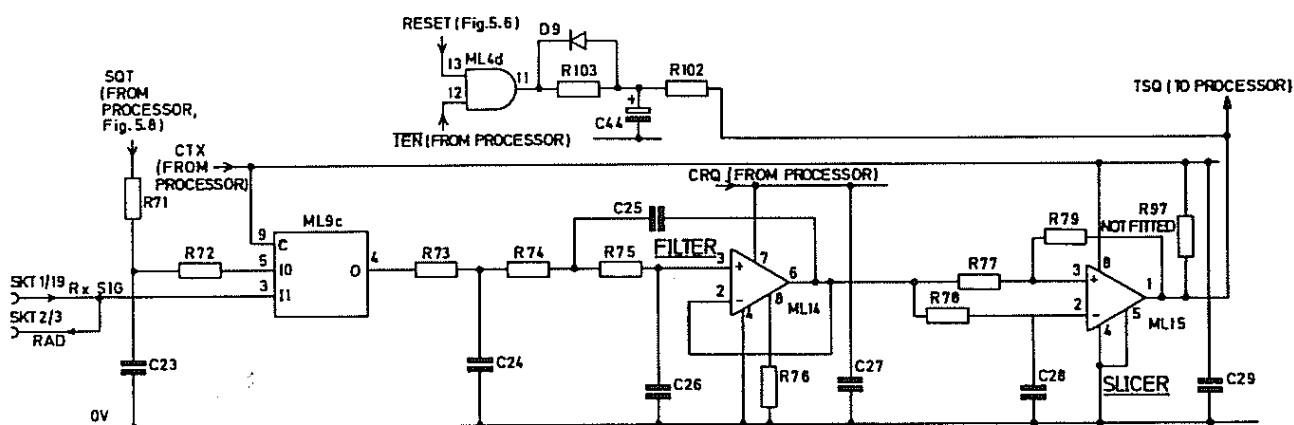 RESET (Fig.5.6)
D9
ML4d
13
12
11
R103
R102
C44
+
TEN (FROM PROCESSOR)
TSQ (TO PROCESSOR)
SQT
(FROM
PROCESSOR,
Fig.5.8)
CTX
(FROM
PROCESSOR)
R71
CRQ (FROM PROCESSOR)
ML9c
9
C
5
I0
3
I1
O
4
R72
SKT 1/19
Rx SIG
SKT 2/3
RAD
C23
0V
R73
R74
C25
R75
FILTER
C24
C26
3
+
2
-
7
6
8
4
ML14
R76
C27
R77
R78
R79
R97
NOT FITTED
3
+
2
-
8
1
5
4
ML15
C28
SLICER
C29